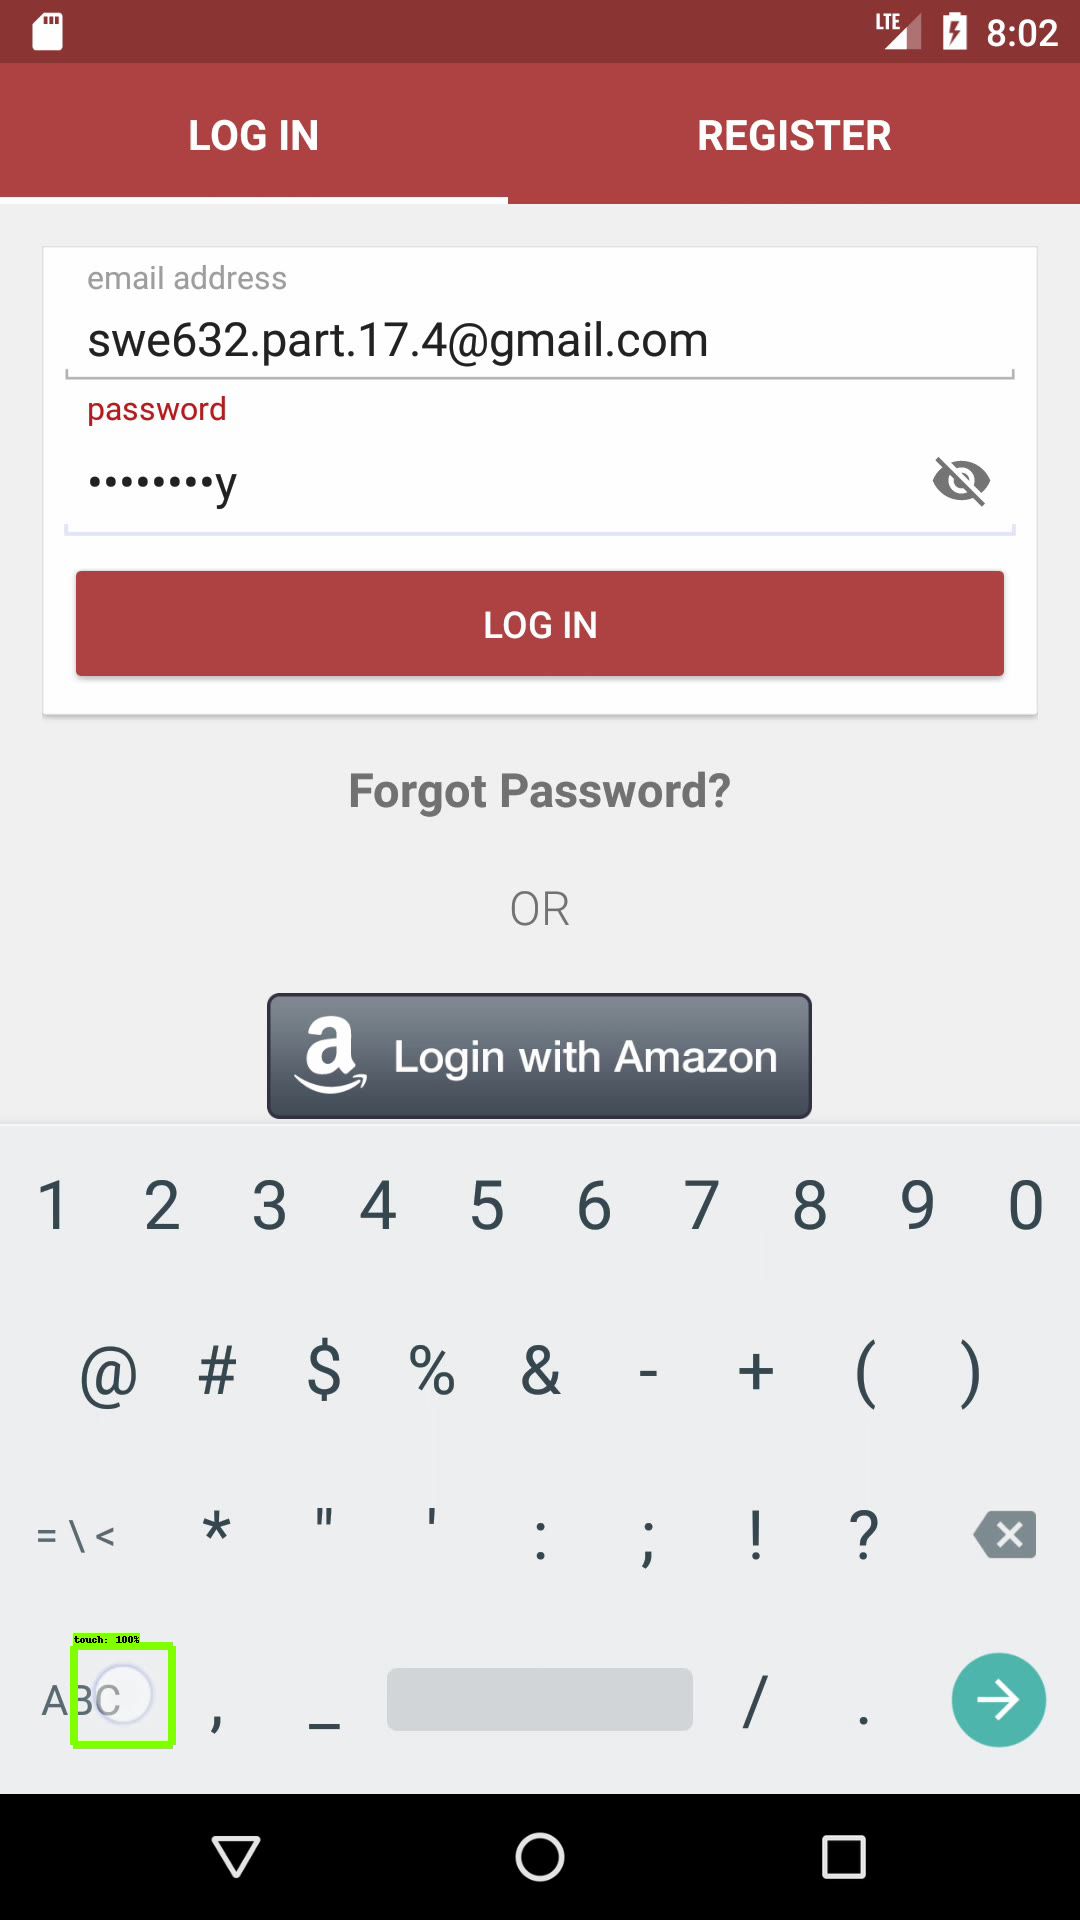 LTE 8:02
LOG IN REGISTER
email address
swe632.part.17.4@gmail.com
password
••••••••y
LOG IN
Forgot Password?
OR
a Login with Amazon
1 2 3 4 5 6 7 8 9 0
@ # $ % & - + ( )
= \ < * " ' : ; ! ?
touch: 100%
ABC , _ / .